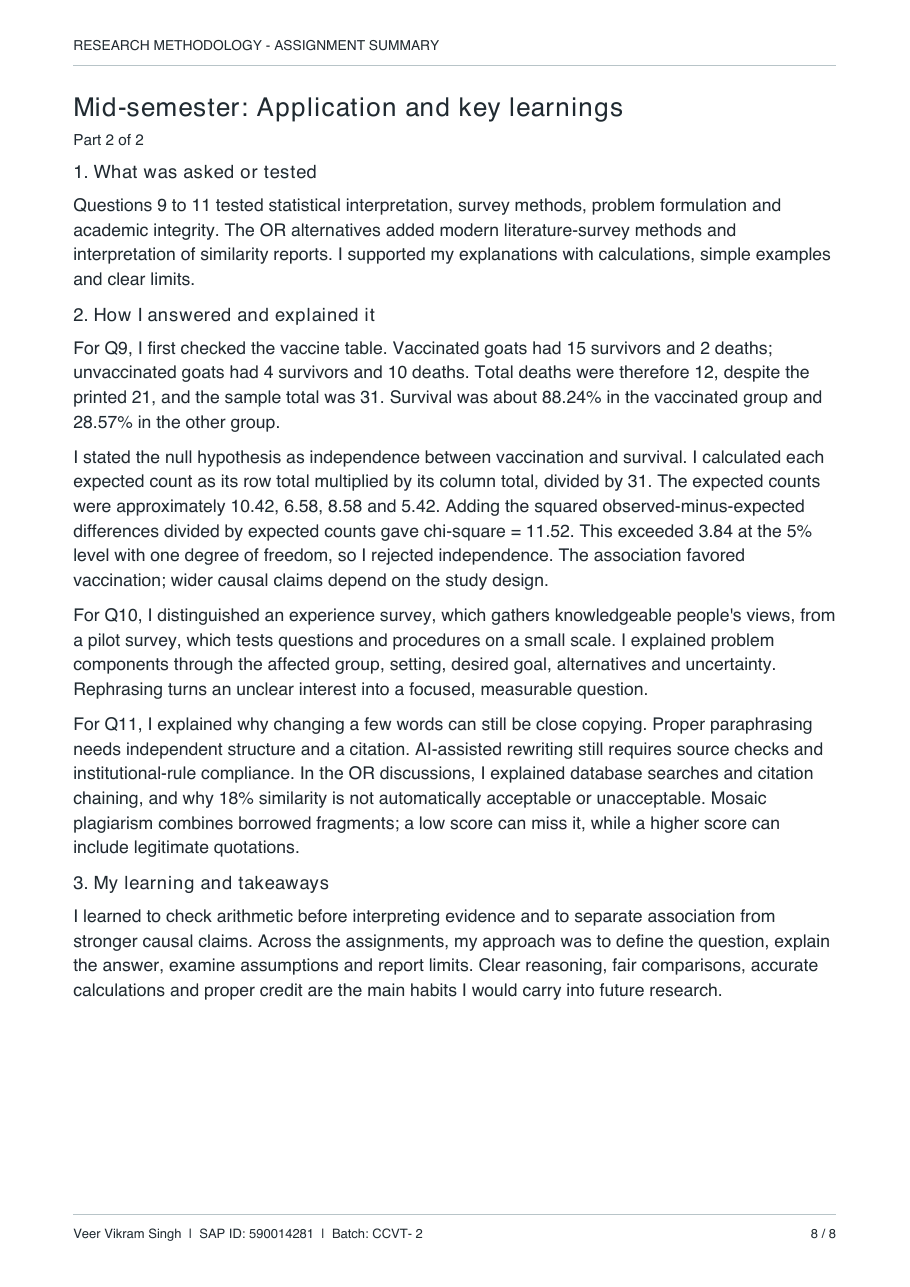 RESEARCH METHODOLOGY - ASSIGNMENT SUMMARY
Mid-semester: Application and key learnings
Part 2 of 2
1. What was asked or tested
Questions 9 to 11 tested statistical interpretation, survey methods, problem formulation and
academic integrity. The OR alternatives added modern literature-survey methods and
interpretation of similarity reports. I supported my explanations with calculations, simple examples
and clear limits.
2. How I answered and explained it
For Q9, I first checked the vaccine table. Vaccinated goats had 15 survivors and 2 deaths;
unvaccinated goats had 4 survivors and 10 deaths. Total deaths were therefore 12, despite the
printed 21, and the sample total was 31. Survival was about 88.24% in the vaccinated group and
28.57% in the other group.
I stated the null hypothesis as independence between vaccination and survival. I calculated each
expected count as its row total multiplied by its column total, divided by 31. The expected counts
were approximately 10.42, 6.58, 8.58 and 5.42. Adding the squared observed-minus-expected
differences divided by expected counts gave chi-square = 11.52. This exceeded 3.84 at the 5%
level with one degree of freedom, so I rejected independence. The association favored
vaccination; wider causal claims depend on the study design.
For Q10, I distinguished an experience survey, which gathers knowledgeable people's views, from
a pilot survey, which tests questions and procedures on a small scale. I explained problem
components through the affected group, setting, desired goal, alternatives and uncertainty.
Rephrasing turns an unclear interest into a focused, measurable question.
For Q11, I explained why changing a few words can still be close copying. Proper paraphrasing
needs independent structure and a citation. AI-assisted rewriting still requires source checks and
institutional-rule compliance. In the OR discussions, I explained database searches and citation
chaining, and why 18% similarity is not automatically acceptable or unacceptable. Mosaic
plagiarism combines borrowed fragments; a low score can miss it, while a higher score can
include legitimate quotations.
3. My learning and takeaways
I learned to check arithmetic before interpreting evidence and to separate association from
stronger causal claims. Across the assignments, my approach was to define the question, explain
the answer, examine assumptions and report limits. Clear reasoning, fair comparisons, accurate
calculations and proper credit are the main habits I would carry into future research.
Veer Vikram Singh | SAP ID: 590014281 | Batch: CCVT- 2 8 / 8